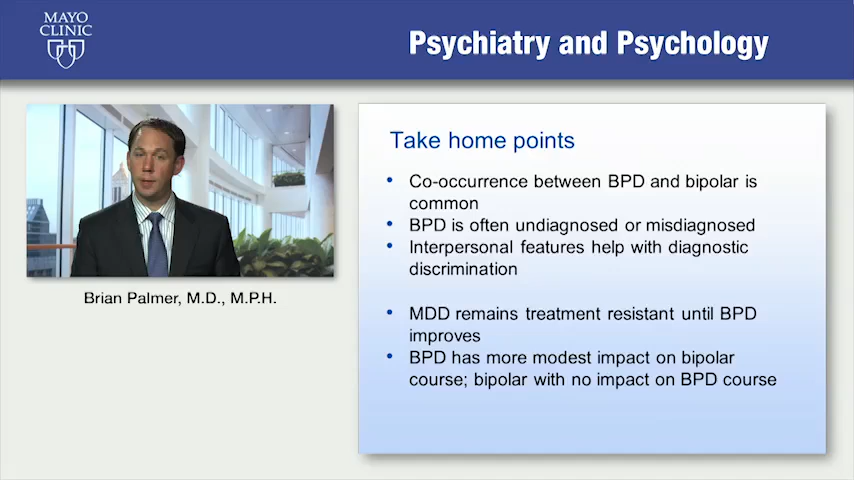 MAYO
CLINIC
Psychiatry and Psychology
Take home points
• Co-occurrence between BPD and bipolar is
common
• BPD is often undiagnosed or misdiagnosed
• Interpersonal features help with diagnostic
discrimination
• MDD remains treatment resistant until BPD
improves
• BPD has more modest impact on bipolar
course; bipolar with no impact on BPD course
Brian Palmer, M.D., M.P.H.